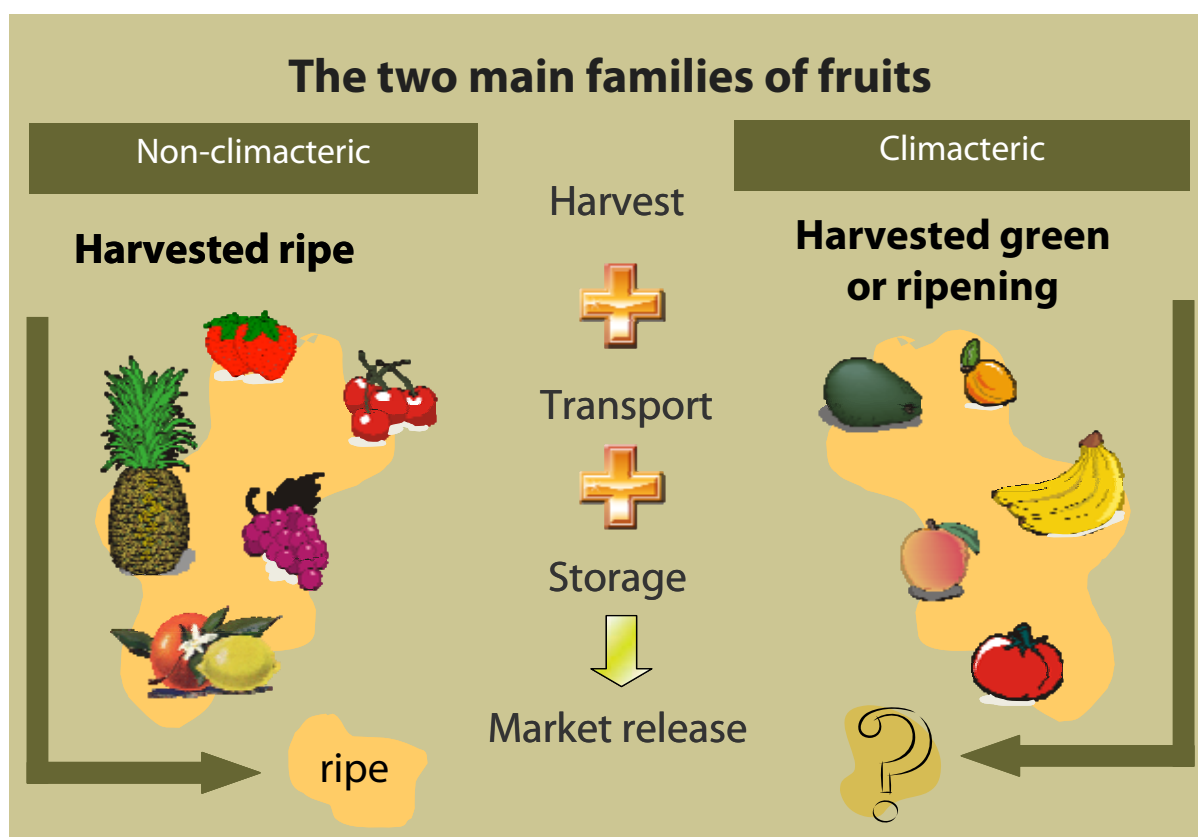 The two main families of fruits
Non-climacteric
Harvested ripe
ripe
Harvest
Transport
Storage
Market release
Climacteric
Harvested green
or ripening
?